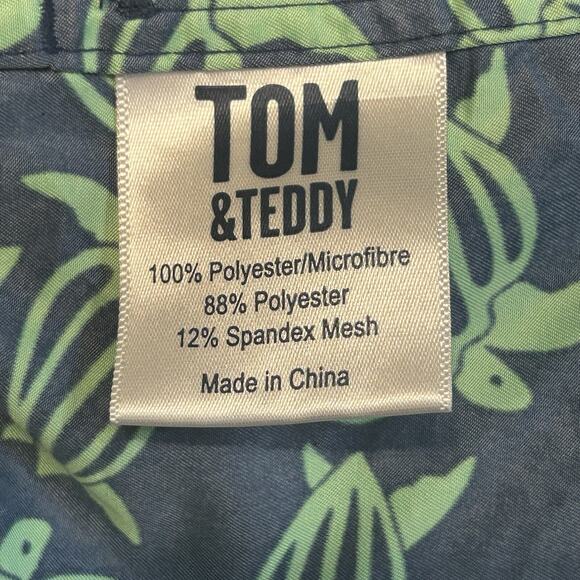 TOM
&TEDDY
100% Polyester/Microfibre
88% Polyester
12% Spandex Mesh
Made in China